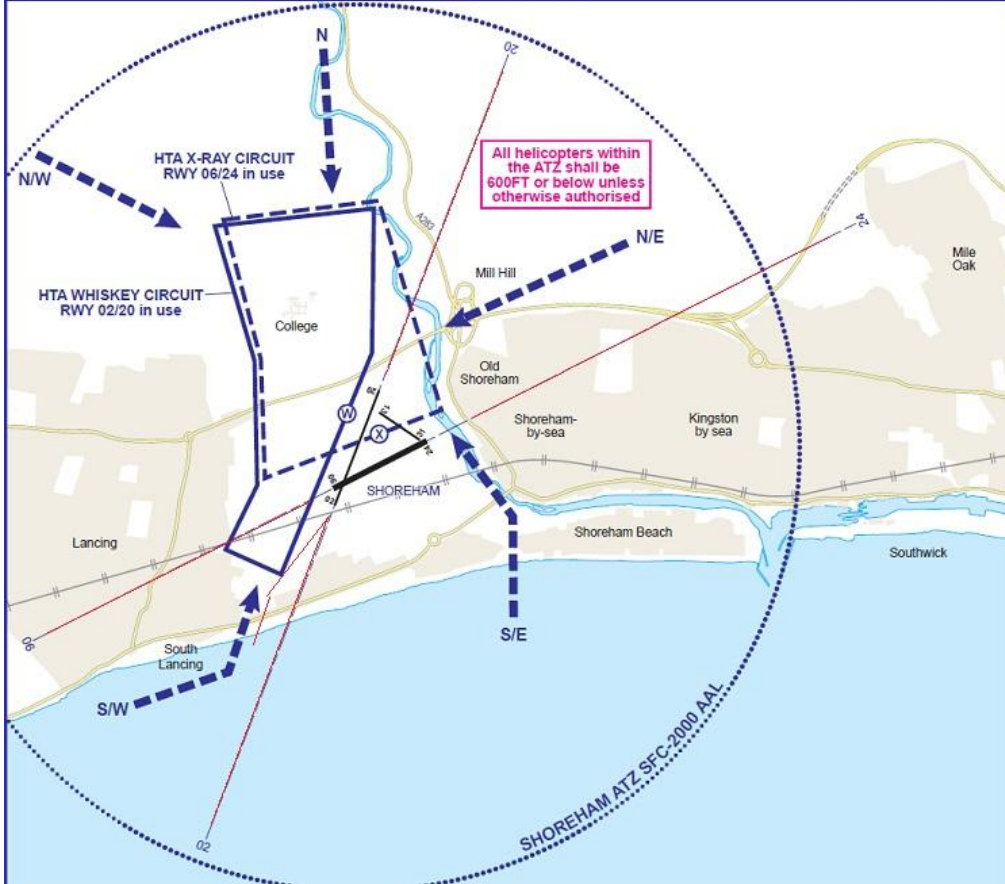 N
20
HTA X-RAY CIRCUIT
RWY 06/24 in use
All helicopters within
the ATZ shall be
600FT or below unless
otherwise authorised
N/W
A283
24
N/E
Mile
Oak
Mill Hill
HTA WHISKEY CIRCUIT
RWY 02/20 in use
College
Old
Shoreham
W
X
Shoreham-
by-sea
Kingston
by sea
24
SHOREHAM
02
Lancing
Shoreham Beach
Southwick
S/E
06
South
Lancing
S/W
SHOREHAM ATZ SFC-2000 AAL
02